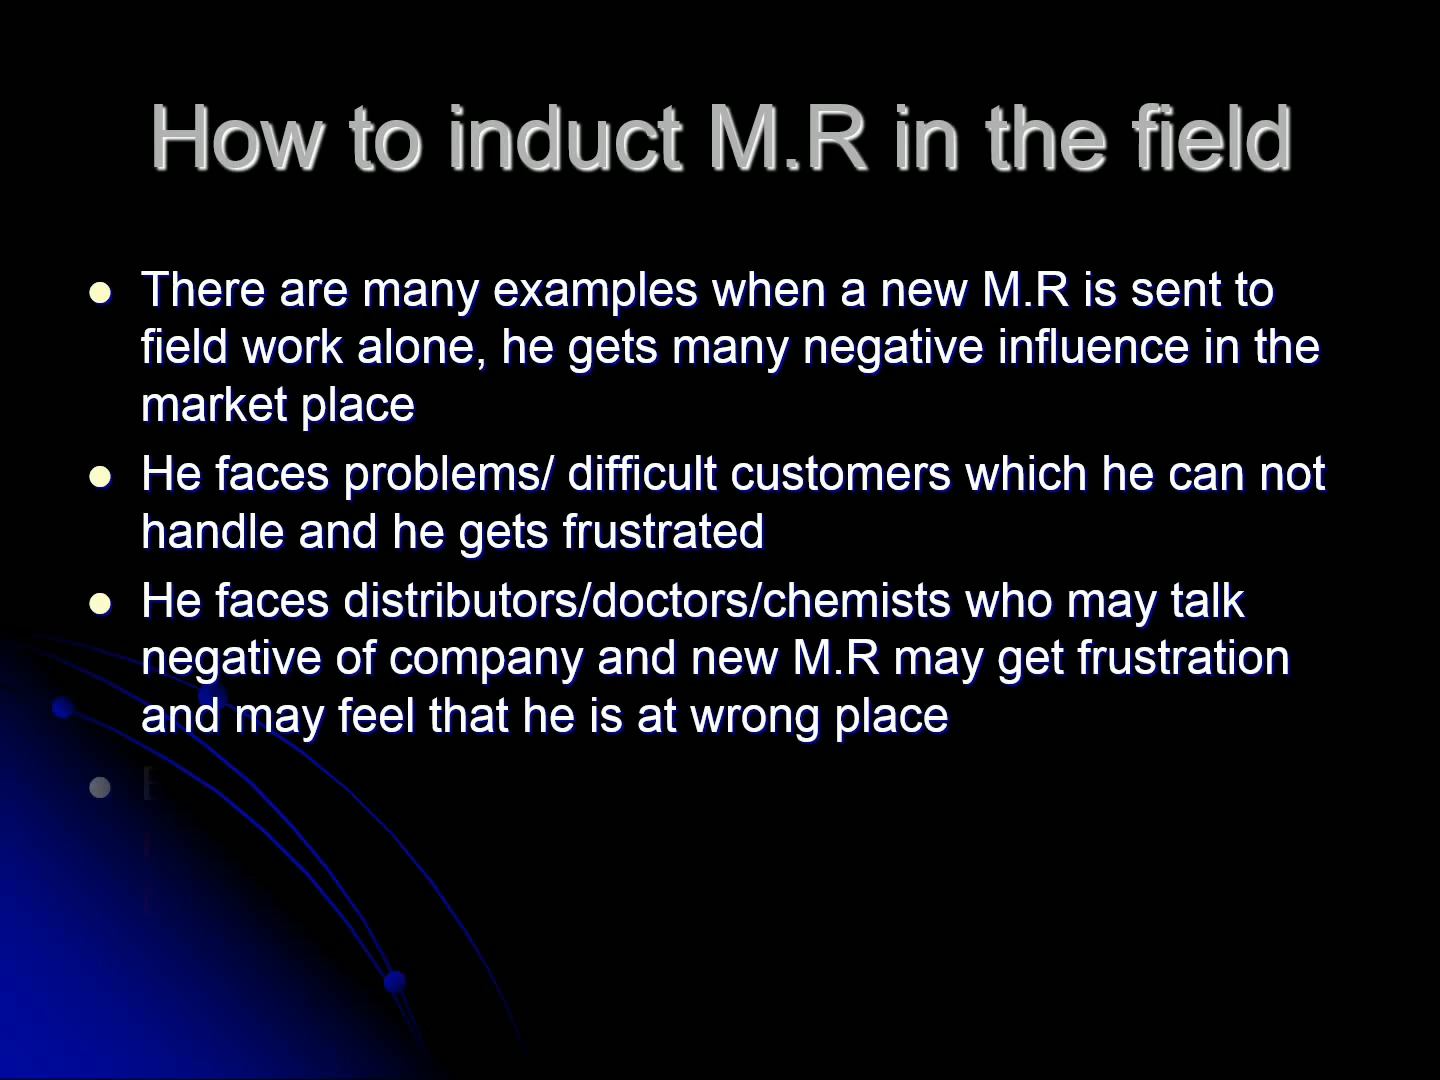 How to induct M.R in the field
There are many examples when a new M.R is sent to
field work alone, he gets many negative influence in the
market place
He faces problems/ difficult customers which he can not
handle and he gets frustrated
He faces distributors/doctors/chemists who may talk
negative of company and new M.R may get frustration
and may feel that he is at wrong place